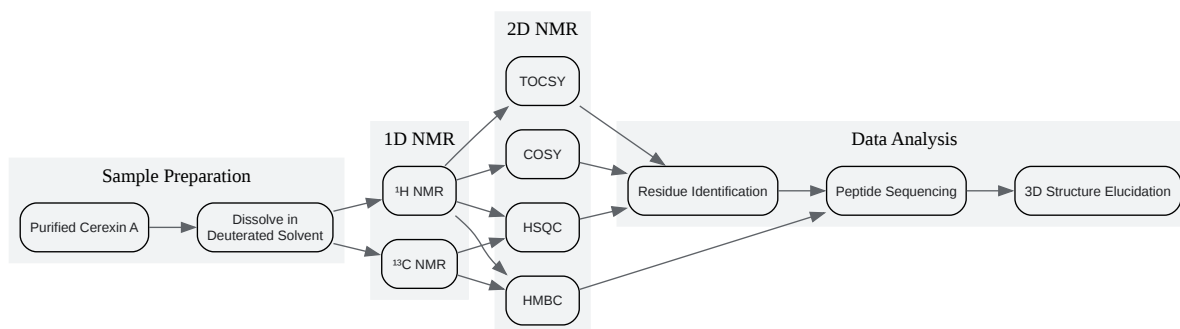 Sample Preparation
Purified Cerexin A
Dissolve in
Deuterated Solvent
1D NMR
¹H NMR
¹³C NMR
2D NMR
TOCSY
COSY
HSQC
HMBC
Data Analysis
Residue Identification
Peptide Sequencing
3D Structure Elucidation